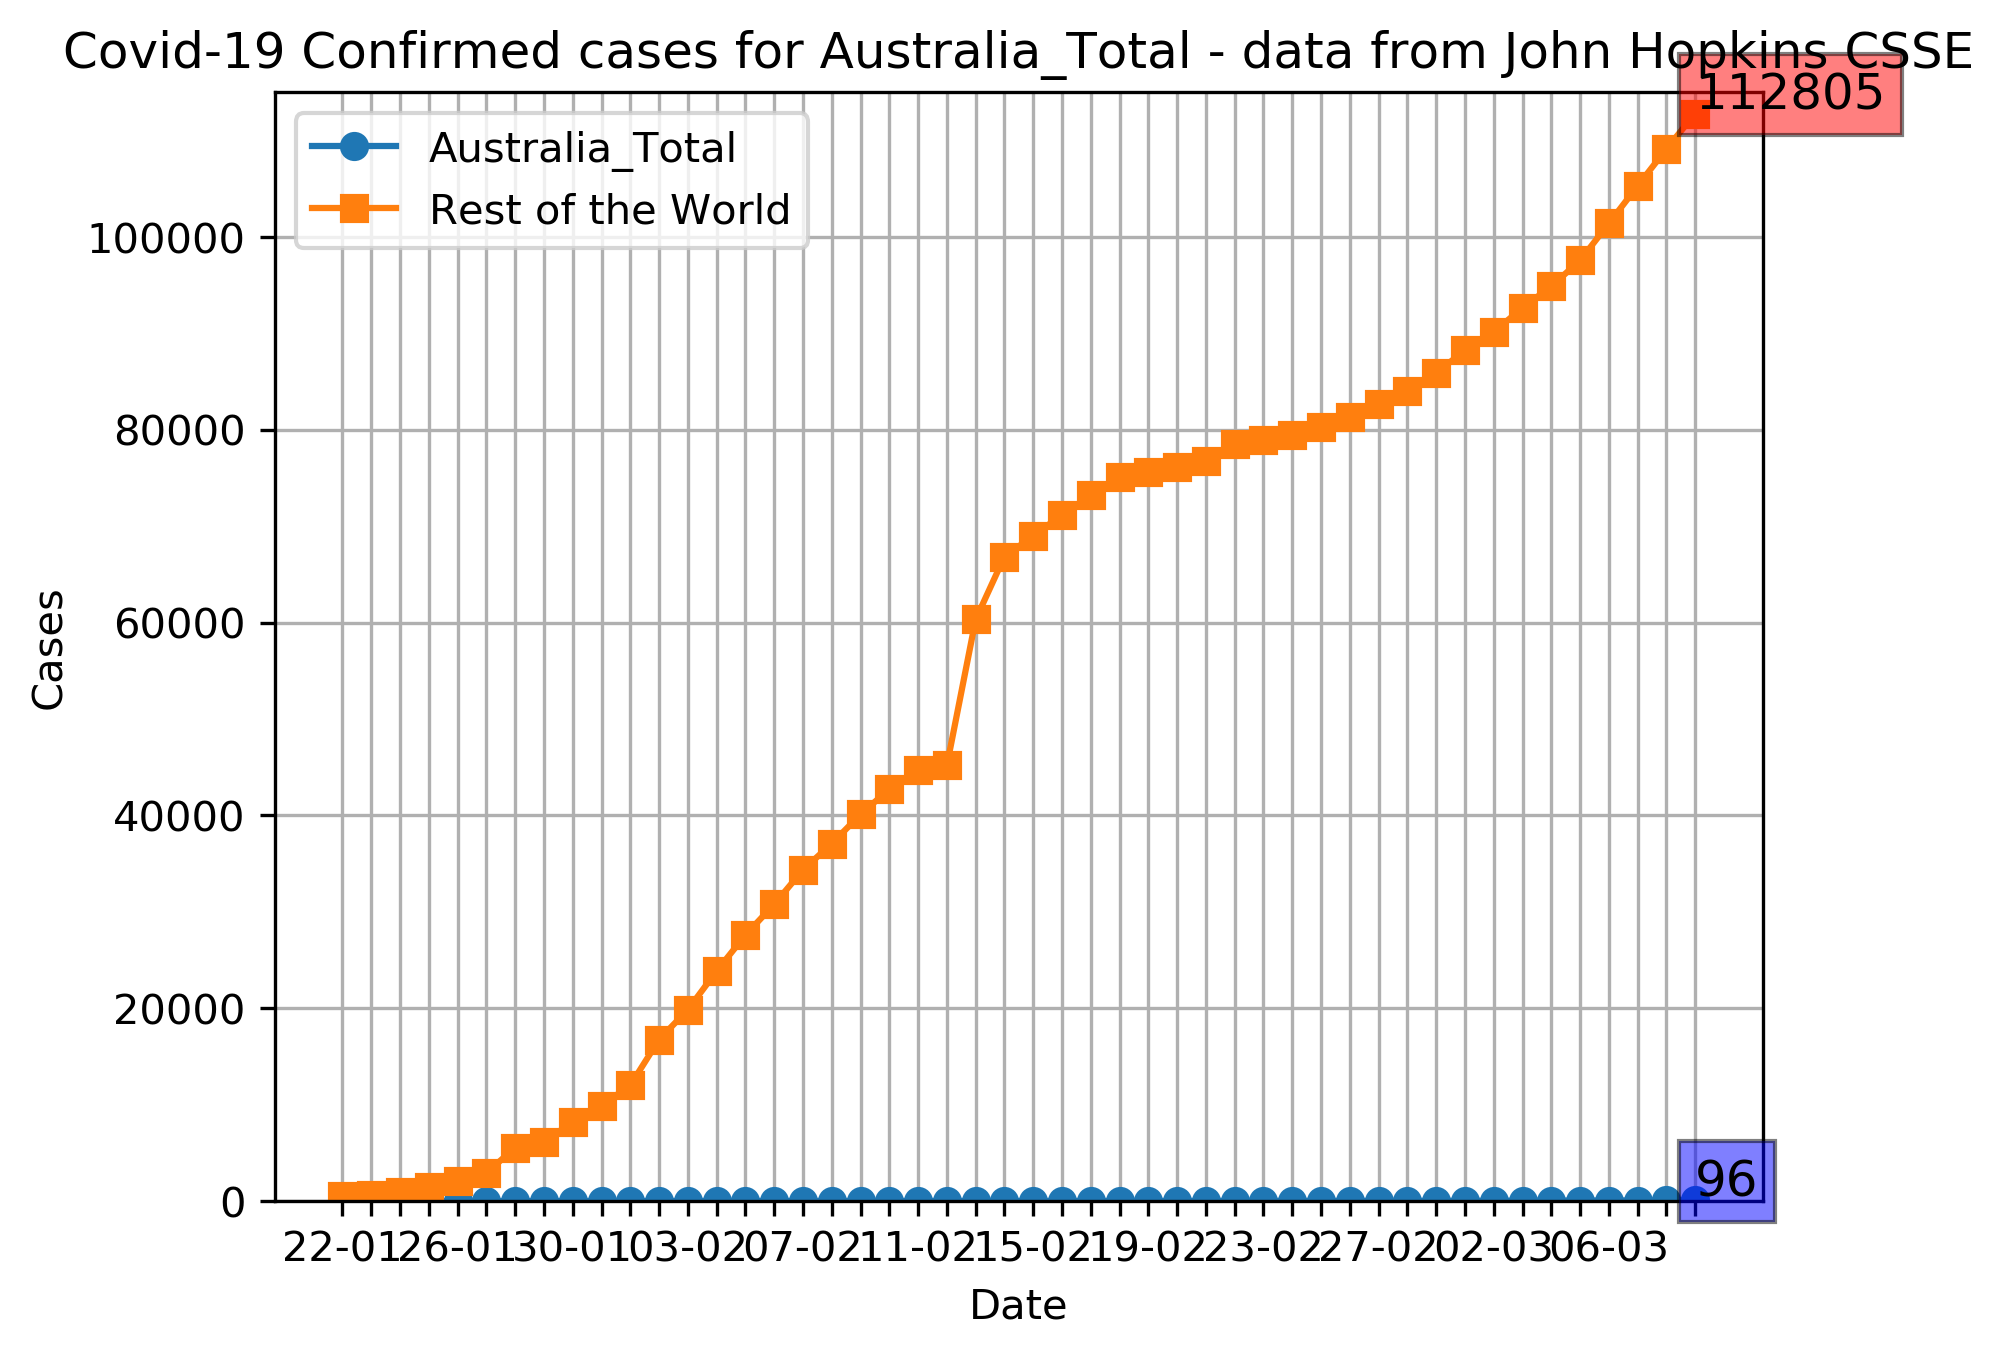 Covid-19 Confirmed cases for Australia_Total - data from John Hopkins CSSE
112805
Australia_Total
Rest of the World
100000
80000
60000
40000
20000
0
Cases
96
22-01 26-01 30-01 03-02 07-02 11-02 15-02 19-02 23-02 27-02 02-03 06-03
Date